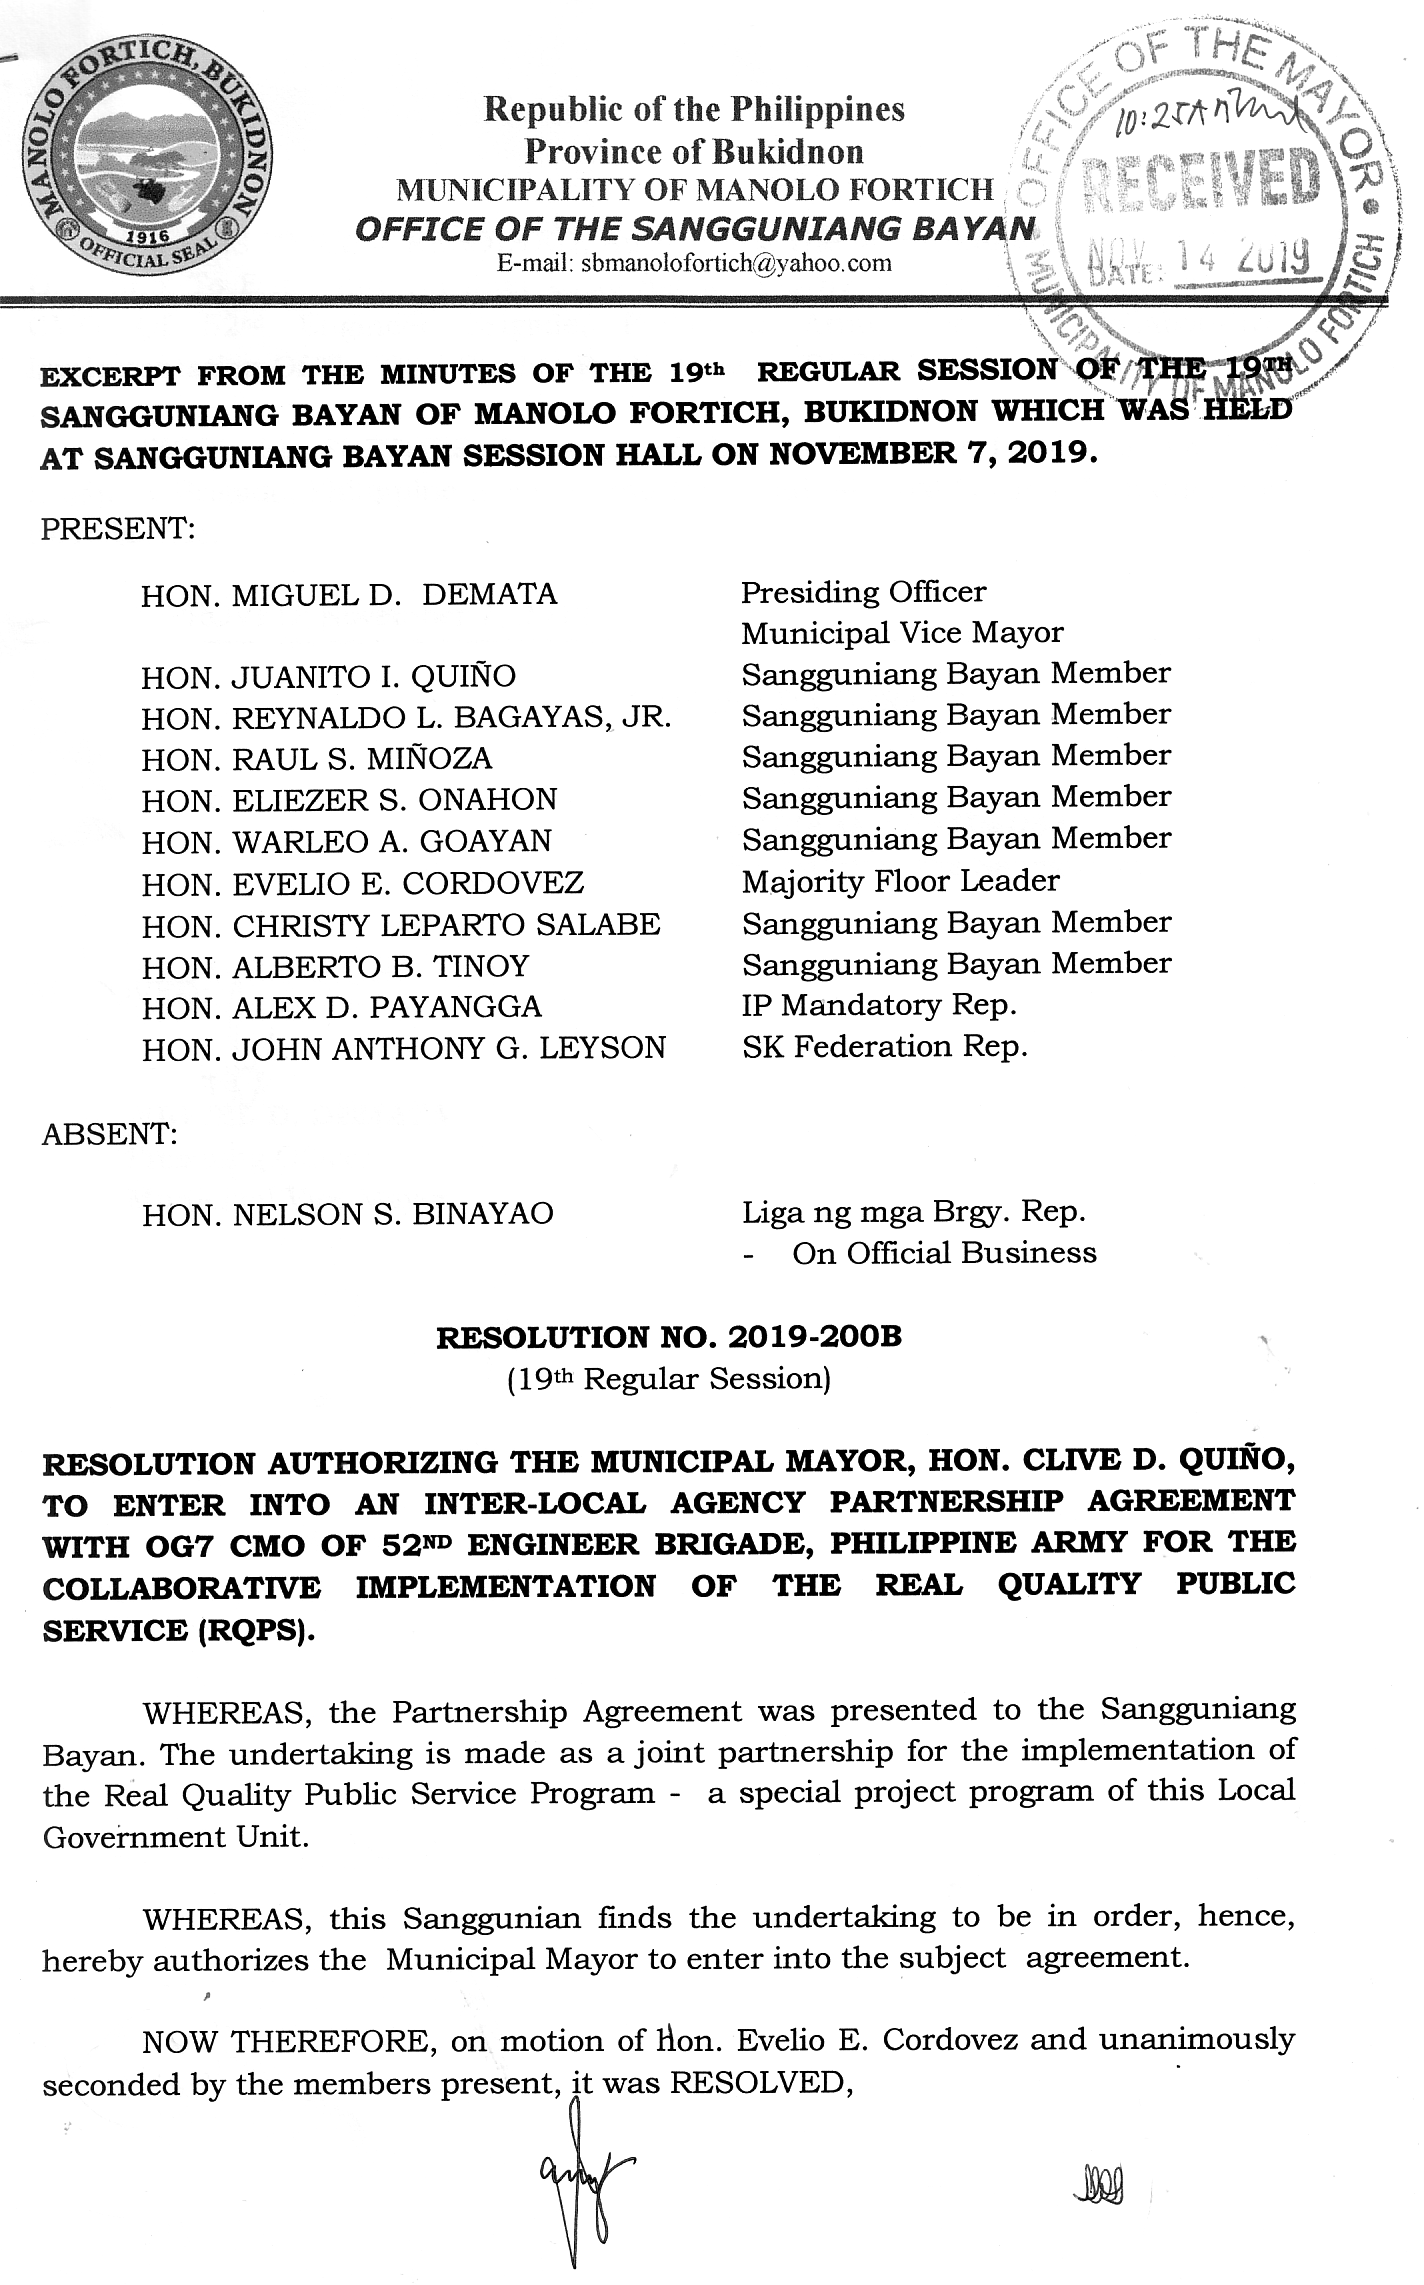 MANOLO FORTICH, BUKIDNON
1916
OFFICIAL SEAL
Republic of the Philippines
Province of Bukidnon
MUNICIPALITY OF MANOLO FORTICH
OFFICE OF THE SANGGUNIANG BAYAN
E-mail: sbmanolofortich@yahoo.com
OFFICE OF THE MAYOR
10:25A
RECEIVED
NOV 14 2019
DATE:
MUNICIPALITY OF MANOLO FORTICH
EXCERPT FROM THE MINUTES OF THE 19th REGULAR SESSION OF THE 19TH
SANGGUNIANG BAYAN OF MANOLO FORTICH, BUKIDNON WHICH WAS HELD
AT SANGGUNIANG BAYAN SESSION HALL ON NOVEMBER 7, 2019.
PRESENT:
HON. MIGUEL D. DEMATA Presiding Officer
Municipal Vice Mayor
HON. JUANITO I. QUIÑO Sangguniang Bayan Member
HON. REYNALDO L. BAGAYAS, JR. Sangguniang Bayan Member
HON. RAUL S. MIÑOZA Sangguniang Bayan Member
HON. ELIEZER S. ONAHON Sangguniang Bayan Member
HON. WARLEO A. GOAYAN Sangguniang Bayan Member
HON. EVELIO E. CORDOVEZ Majority Floor Leader
HON. CHRISTY LEPARTO SALABE Sangguniang Bayan Member
HON. ALBERTO B. TINOY Sangguniang Bayan Member
HON. ALEX D. PAYANGGA IP Mandatory Rep.
HON. JOHN ANTHONY G. LEYSON SK Federation Rep.
ABSENT:
HON. NELSON S. BINAYAO Liga ng mga Brgy. Rep.
- On Official Business
RESOLUTION NO. 2019-200B
(19th Regular Session)
RESOLUTION AUTHORIZING THE MUNICIPAL MAYOR, HON. CLIVE D. QUIÑO,
TO ENTER INTO AN INTER-LOCAL AGENCY PARTNERSHIP AGREEMENT
WITH OG7 CMO OF 52ND ENGINEER BRIGADE, PHILIPPINE ARMY FOR THE
COLLABORATIVE IMPLEMENTATION OF THE REAL QUALITY PUBLIC
SERVICE (RQPS).
WHEREAS, the Partnership Agreement was presented to the Sangguniang
Bayan. The undertaking is made as a joint partnership for the implementation of
the Real Quality Public Service Program - a special project program of this Local
Government Unit.
WHEREAS, this Sanggunian finds the undertaking to be in order, hence,
hereby authorizes the Municipal Mayor to enter into the subject agreement.
NOW THEREFORE, on motion of Hon. Evelio E. Cordovez and unanimously
seconded by the members present, it was RESOLVED,